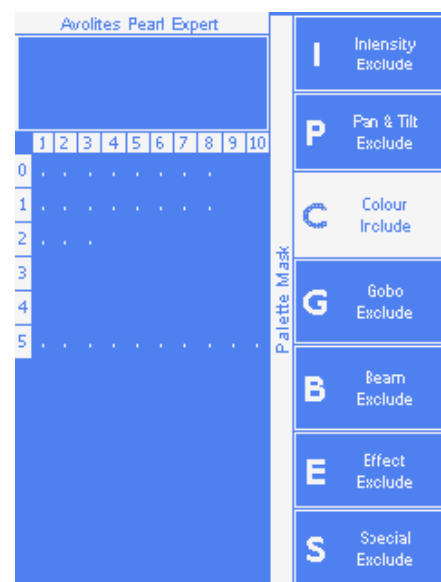 Avolites Pearl Expert
1 2 3 4 5 6 7 8 9 10
0
1
2
3
4
5
Palette Mask
I Intensity
Exclude
P Pan & Tilt
Exclude
C Colour
Include
G Gobo
Exclude
B Beam
Exclude
E Effect
Exclude
S Special
Exclude